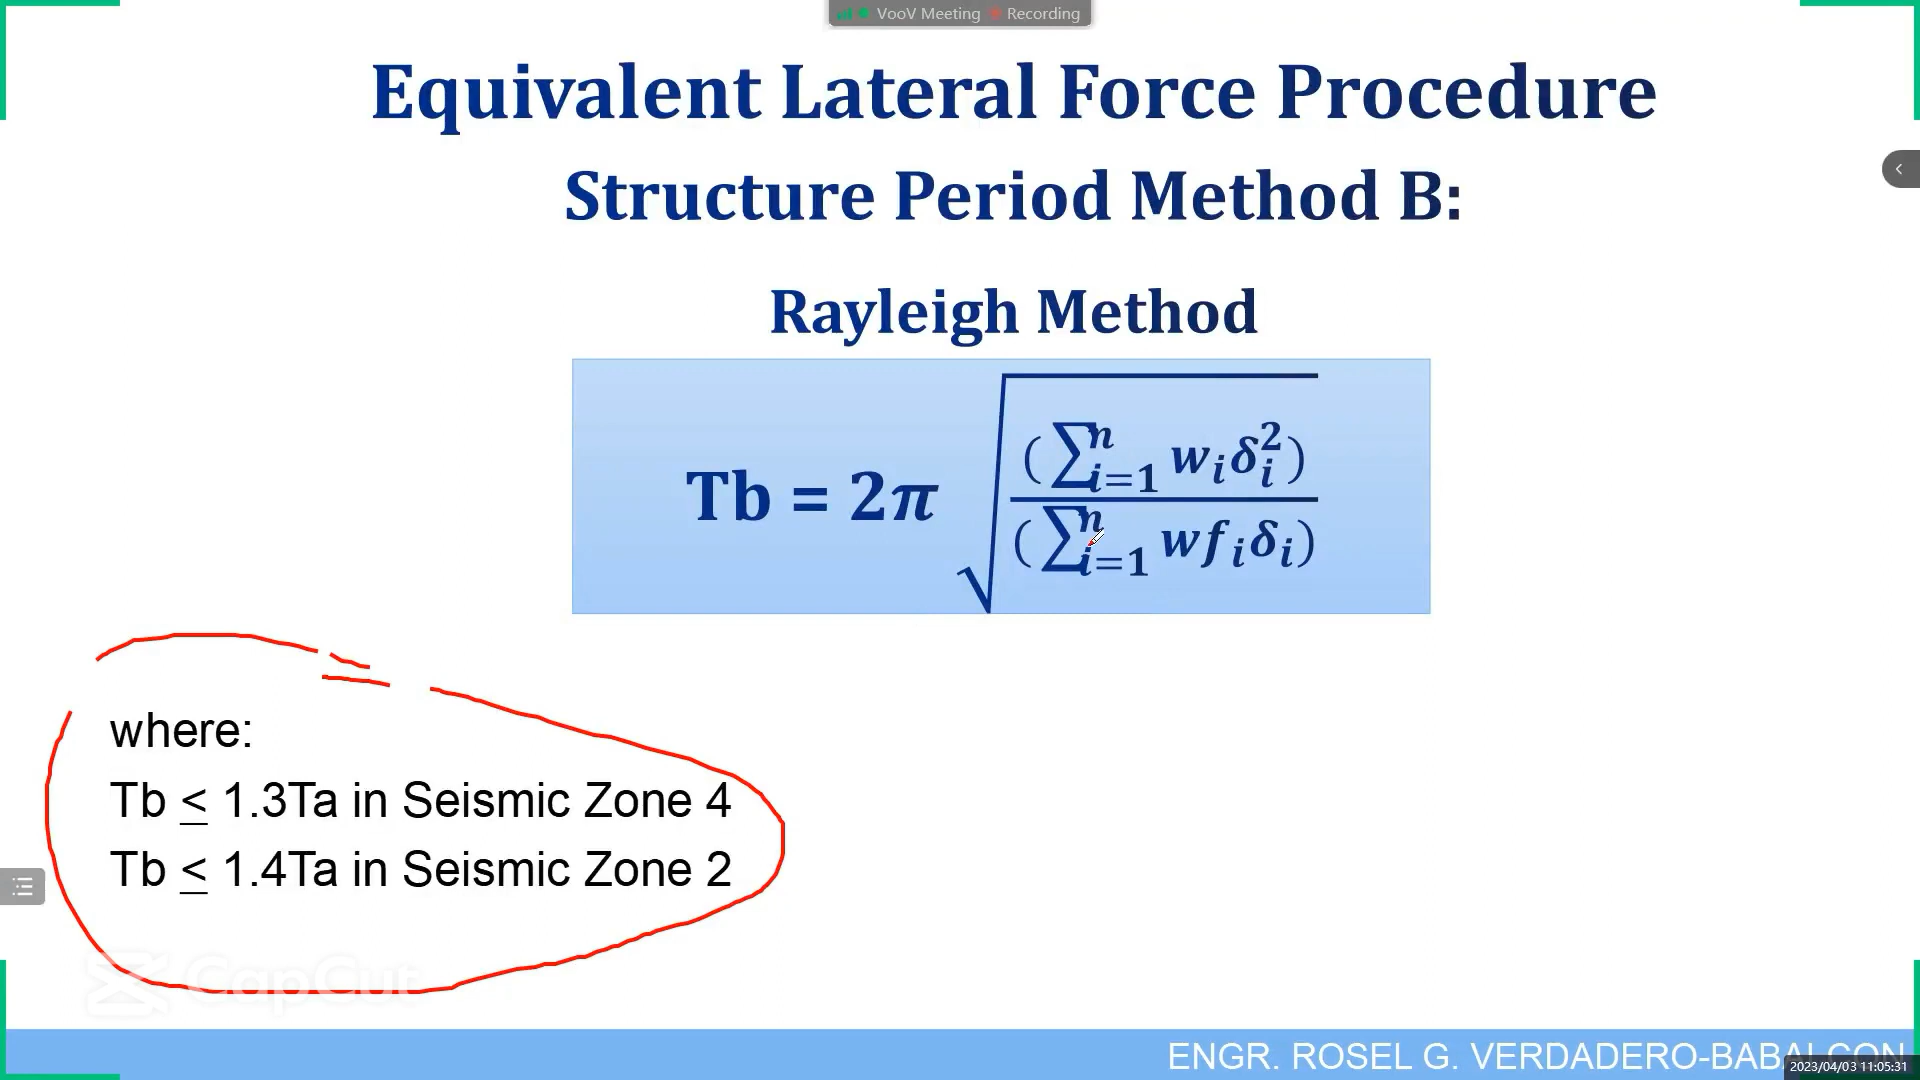 VooV Meeting Recording
Equivalent Lateral Force Procedure
Structure Period Method B:
Rayleigh Method
Tb = 2π √((∑ⁿᵢ₌₁ wᵢδᵢ²) / (∑ⁿᵢ₌₁ wfᵢδᵢ))
where:
Tb ≤ 1.3Ta in Seismic Zone 4
Tb ≤ 1.4Ta in Seismic Zone 2
CapCut
ENGR. ROSEL G. VERDADERO-BABALCON
2023/04/03 11:05:31